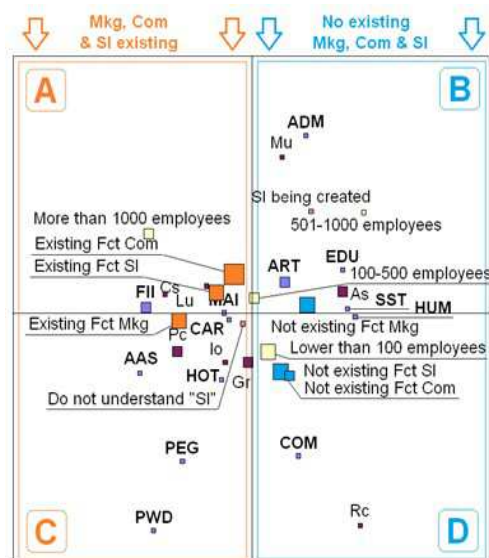 Mkg, Com
& SI existing
No existing
Mkg, Com & SI
A
B
ADM
Mu
SI being created
501-1000 employees
More than 1000 employees
Existing Fct Com
Existing Fct SI
ART
EDU
100-500 employees
Cs
FII
Lu
MAI
As
SST
HUM
Existing Fct Mkg
CAR
Not existing Fct Mkg
Pc
Io
Lower than 100 employees
AAS
HOT
Gr
Not existing Fct SI
Do not understand "SI"
Not existing Fct Com
PEG
COM
PWD
Rc
C
D